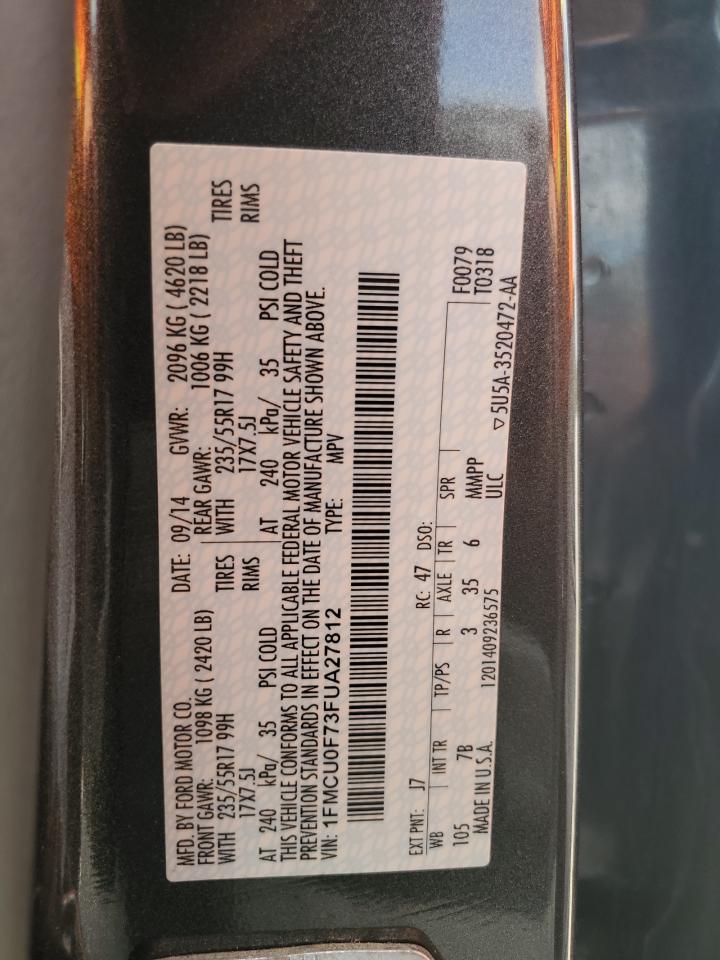 MFD. BY FORD MOTOR CO. DATE: 09/14 GVWR: 2096 KG ( 4620 LB)
FRONT GAWR: 1098 KG ( 2420 LB) REAR GAWR: 1006 KG ( 2218 LB)
WITH 235/55R17 99H TIRES WITH 235/55R17 99H TIRES
17X7.5J RIMS 17X7.5J RIMS
AT 240 kPa/ 35 PSI COLD AT 240 kPa/ 35 PSI COLD
THIS VEHICLE CONFORMS TO ALL APPLICABLE FEDERAL MOTOR VEHICLE SAFETY AND THEFT
PREVENTION STANDARDS IN EFFECT ON THE DATE OF MANUFACTURE SHOWN ABOVE.
VIN: 1FMCU0F73FUA27812 TYPE: MPV
EXT PNT: J7 RC: 47 DSO: F0079
WB INT TR TP/PS R AXLE TR SPR T0318
105 7B 3 35 6 MMPP
MADE IN U.S.A. 1201409236575 ULC ▽5U5A-3520472-AA